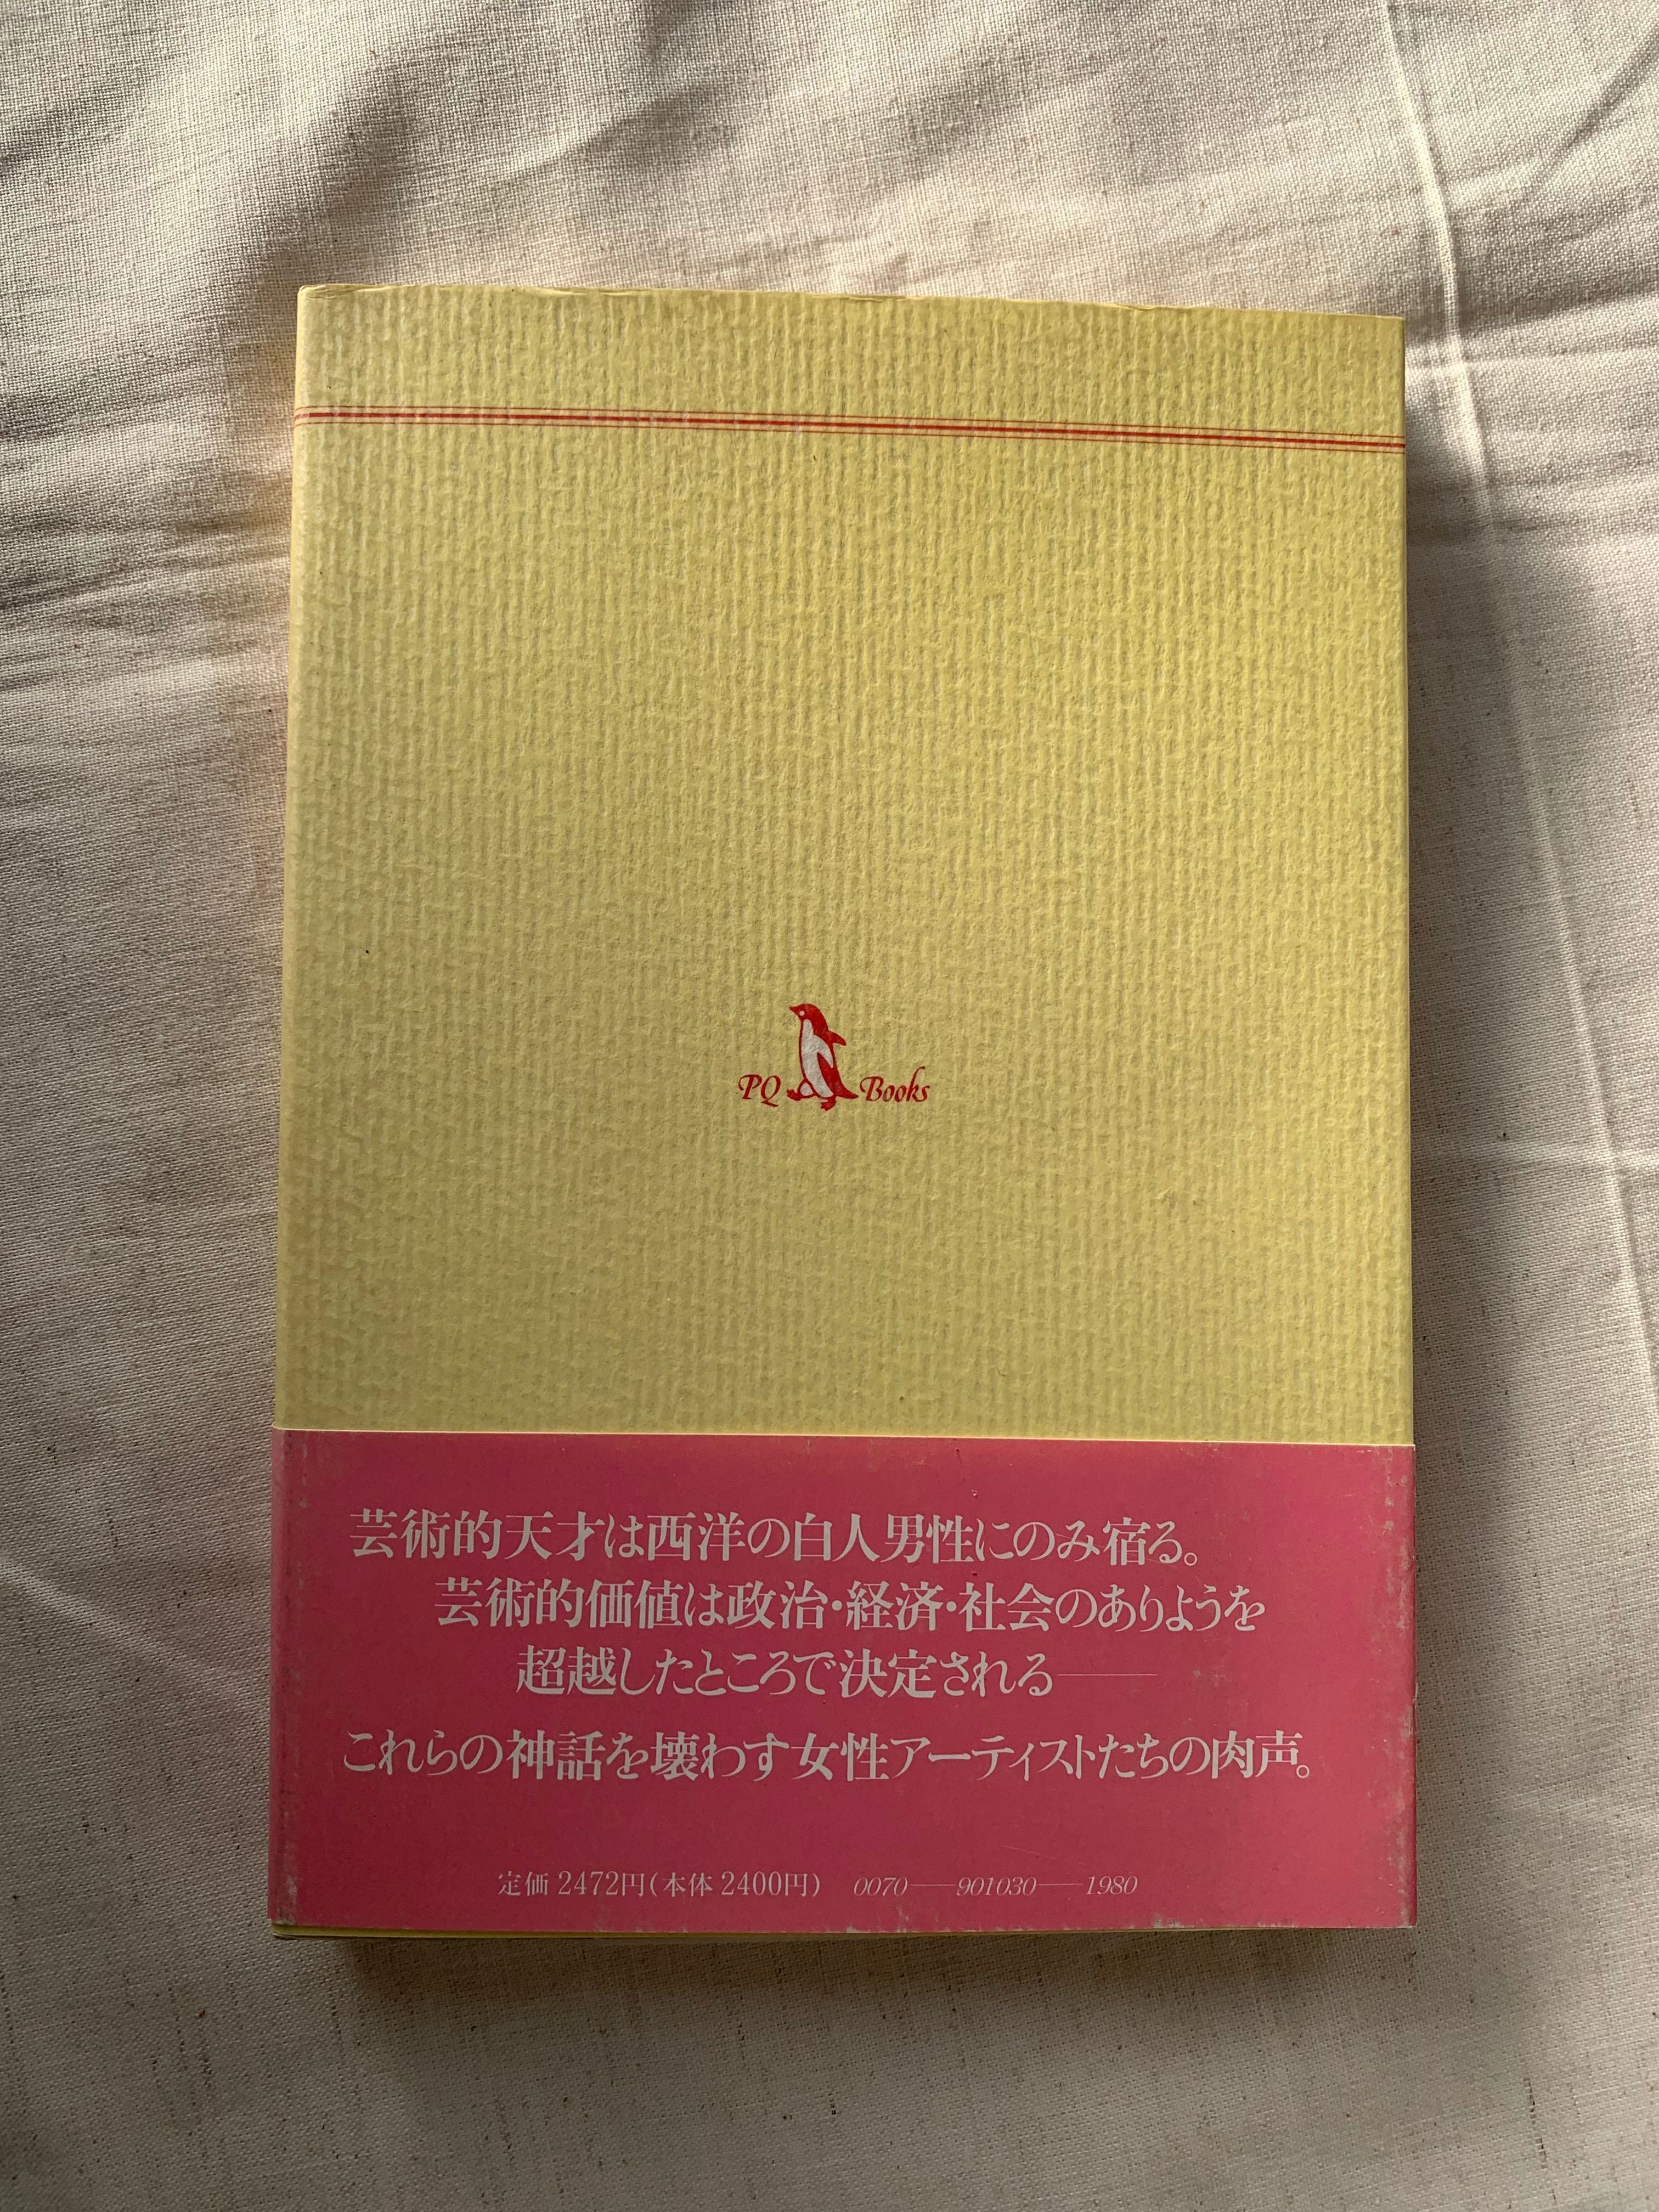 PQ Books
芸術的天才は西洋の白人男性にのみ宿る。
芸術的価値は政治・経済・社会のありようを
超越したところで決定される――
これらの神話を壊わす女性アーティストたちの肉声。
定価 2472円(本体 2400円) 0070――901030――1980